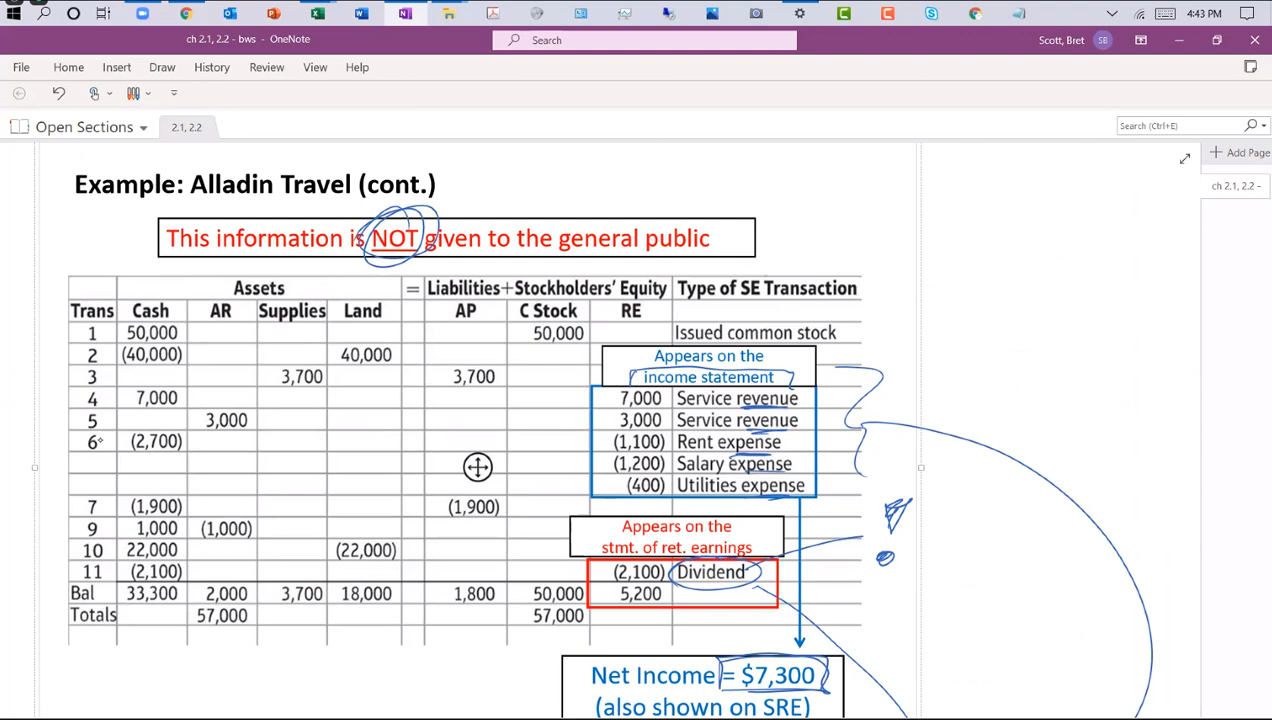 4:43 PM
ch 2.1, 2.2 - bws - OneNote
Search
Scott, Bret
SB
File Home Insert Draw History Review View Help
Open Sections
2.1, 2.2
Search (Ctrl+E)
Add Page
ch 2.1, 2.2 -
Example: Alladin Travel (cont.)
This information is NOT given to the general public
Assets = Liabilities+Stockholders' Equity Type of SE Transaction
Trans Cash AR Supplies Land AP C Stock RE
1 50,000 50,000 Issued common stock
2 (40,000) 40,000
Appears on the
income statement
3 3,700 3,700
4 7,000 7,000 Service revenue
5 3,000 3,000 Service revenue
6 (2,700) (1,100) Rent expense
(1,200) Salary expense
(400) Utilities expense
7 (1,900) (1,900)
9 1,000 (1,000)
Appears on the
stmt. of ret. earnings
10 22,000 (22,000)
11 (2,100) (2,100) Dividend
Bal 33,300 2,000 3,700 18,000 1,800 50,000 5,200
Totals 57,000 57,000
Net Income = $7,300
(also shown on SRE)